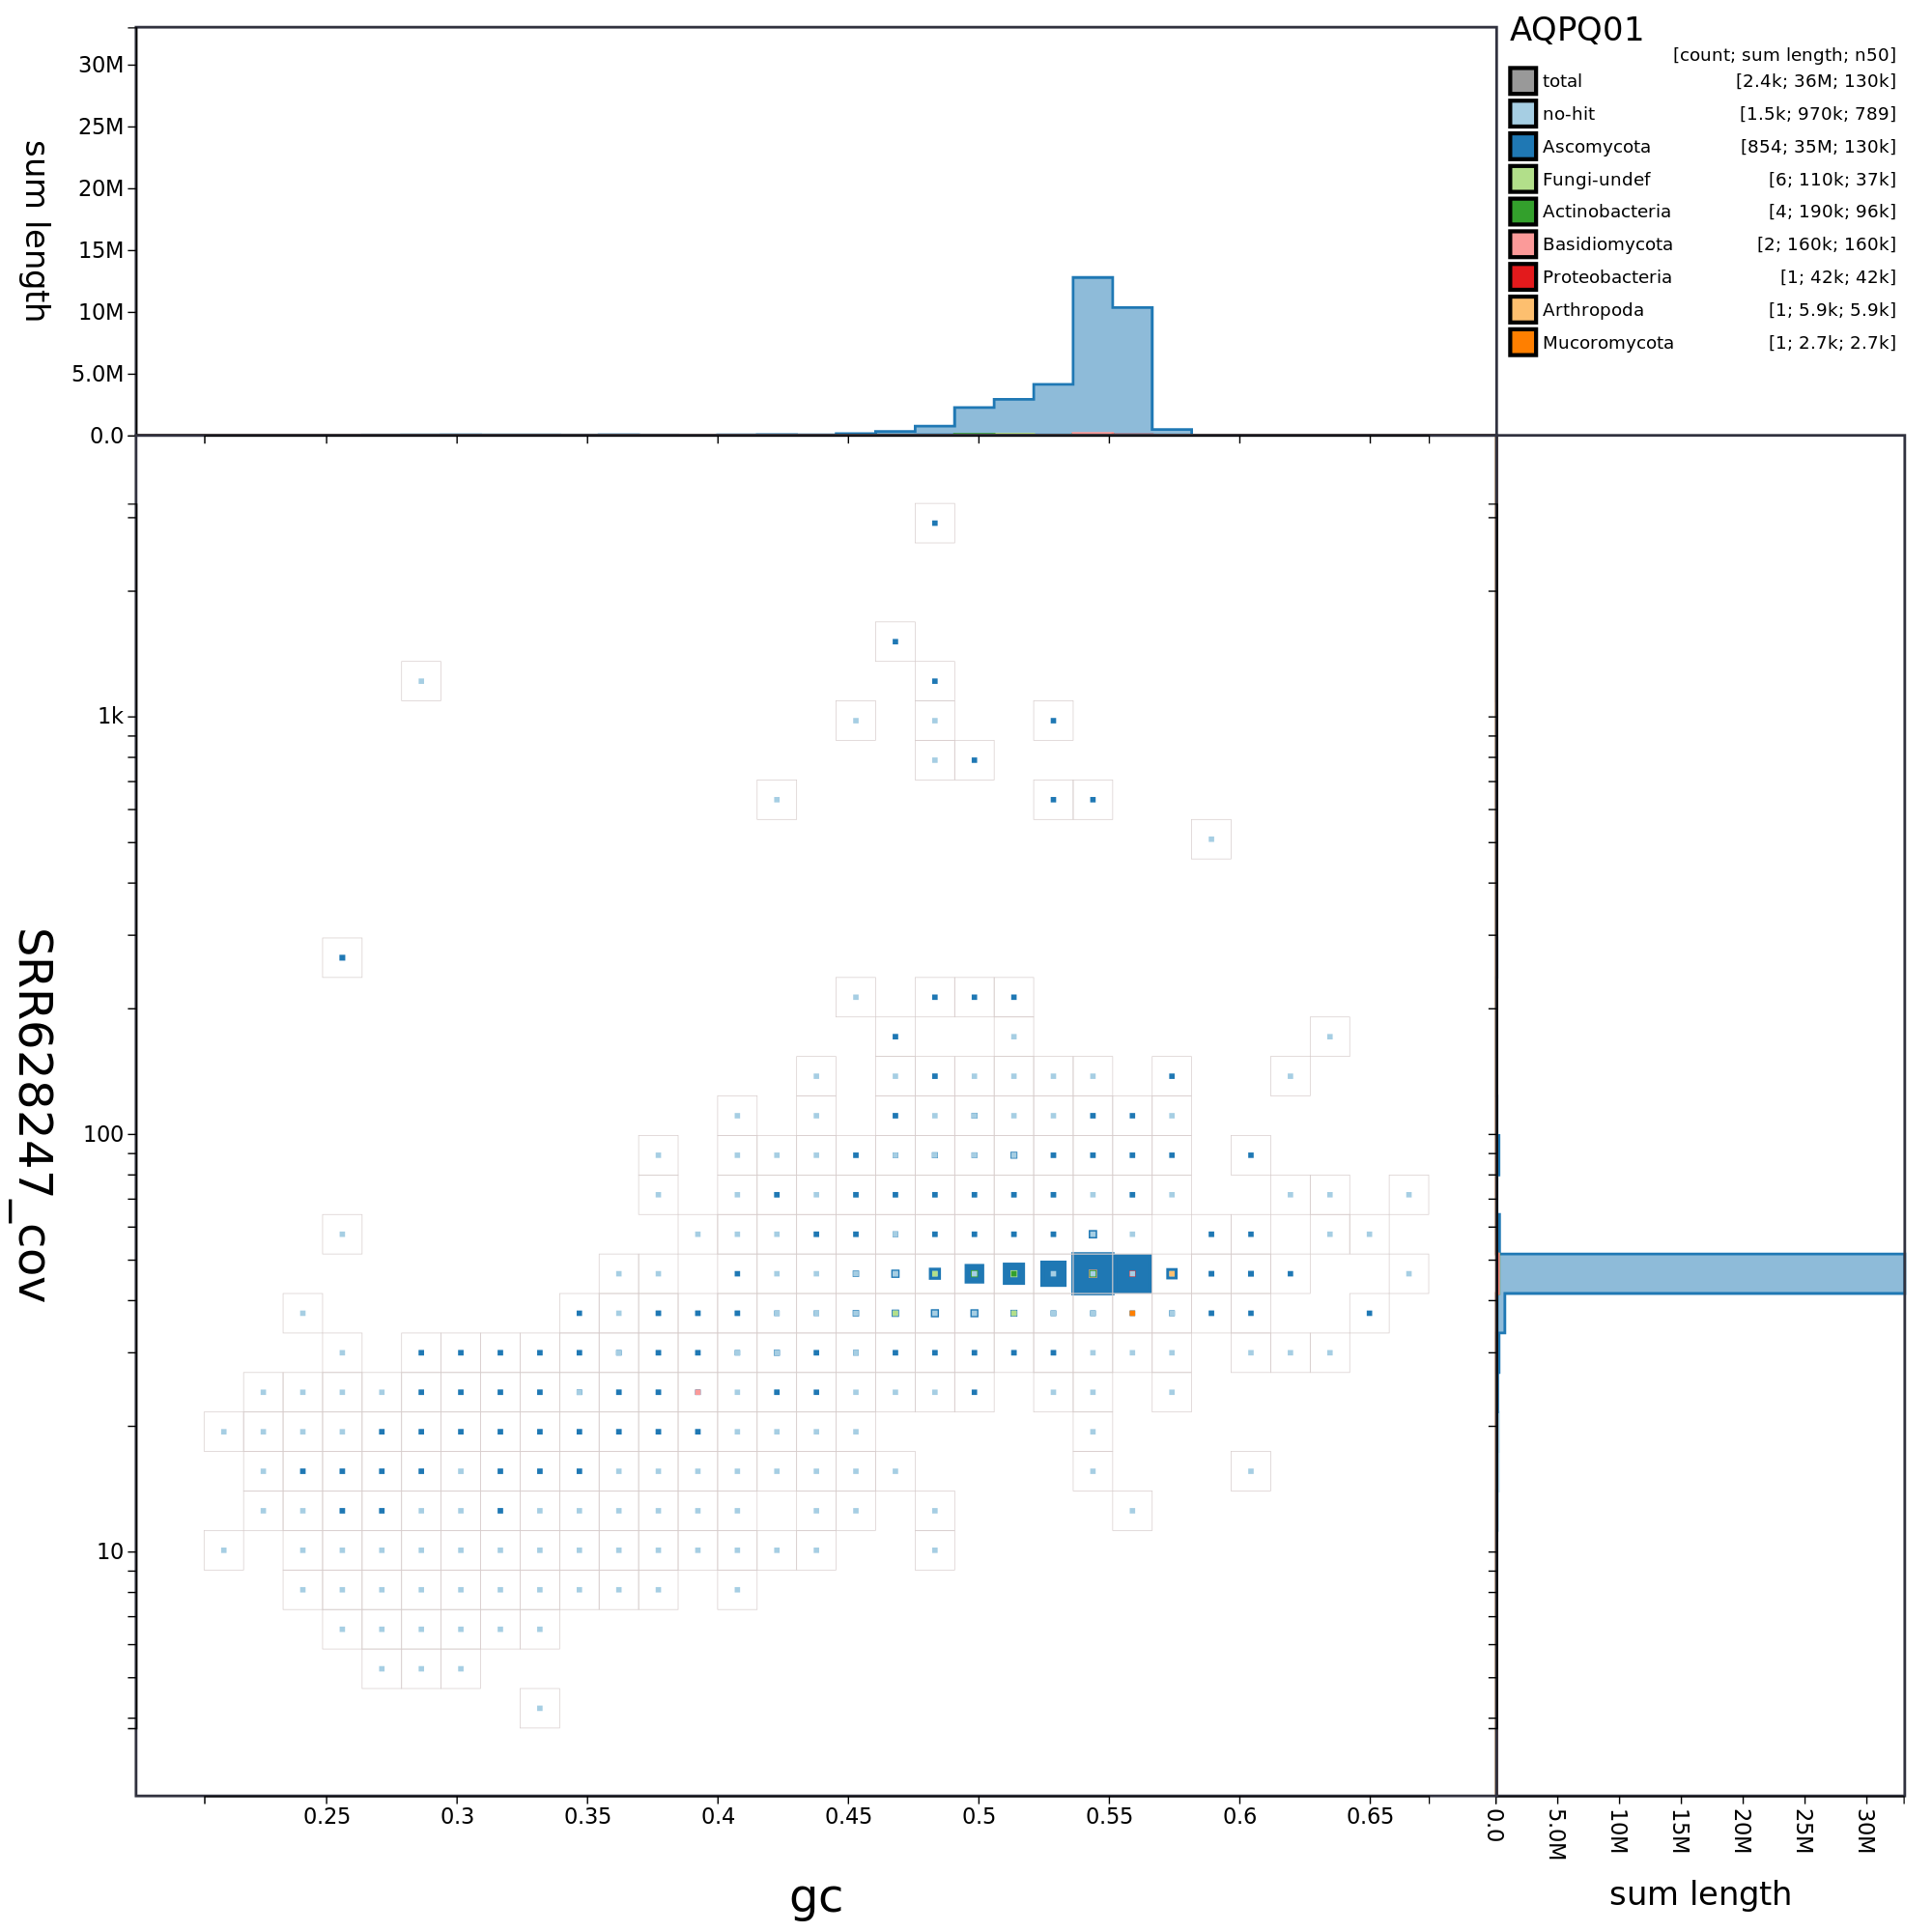 AQPQ01
[count; sum length; n50]
total [2.4k; 36M; 130k]
no-hit [1.5k; 970k; 789]
Ascomycota [854; 35M; 130k]
Fungi-undef [6; 110k; 37k]
Actinobacteria [4; 190k; 96k]
Basidiomycota [2; 160k; 160k]
Proteobacteria [1; 42k; 42k]
Arthropoda [1; 5.9k; 5.9k]
Mucoromycota [1; 2.7k; 2.7k]
sum length
30M
25M
20M
15M
10M
5.0M
0.0
SRR628247_cov
1k
100
10
0.25 0.3 0.35 0.4 0.45 0.5 0.55 0.6 0.65
gc
0.0 5.0M 10M 15M 20M 25M 30M
sum length